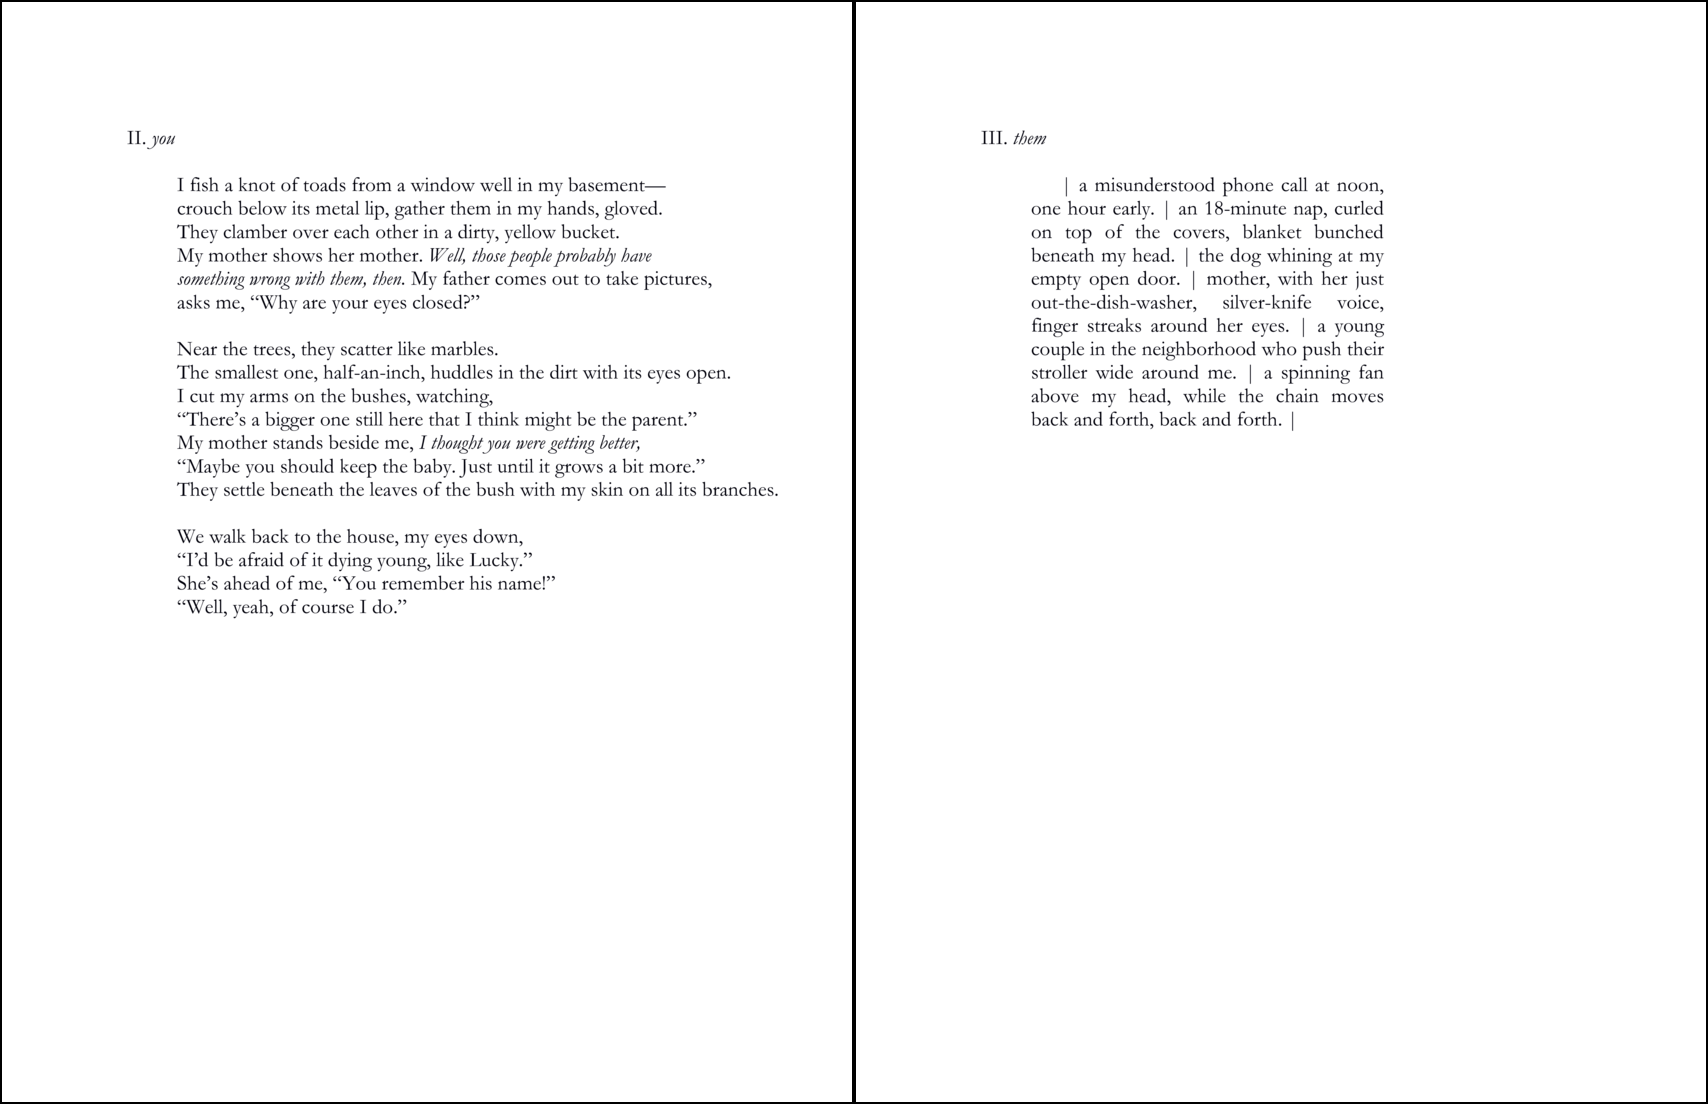 II. you
I fish a knot of toads from a window well in my basement—
crouch below its metal lip, gather them in my hands, gloved.
They clamber over each other in a dirty, yellow bucket.
My mother shows her mother. Well, those people probably have
something wrong with them, then. My father comes out to take pictures,
asks me, “Why are your eyes closed?”
Near the trees, they scatter like marbles.
The smallest one, half-an-inch, huddles in the dirt with its eyes open.
I cut my arms on the bushes, watching,
“There’s a bigger one still here that I think might be the parent.”
My mother stands beside me, I thought you were getting better,
“Maybe you should keep the baby. Just until it grows a bit more.”
They settle beneath the leaves of the bush with my skin on all its branches.
We walk back to the house, my eyes down,
“I’d be afraid of it dying young, like Lucky.”
She’s ahead of me, “You remember his name!”
“Well, yeah, of course I do.”
III. them
| a misunderstood phone call at noon,
one hour early. | an 18-minute nap, curled
on top of the covers, blanket bunched
beneath my head. | the dog whining at my
empty open door. | mother, with her just
out-the-dish-washer, silver-knife voice,
finger streaks around her eyes. | a young
couple in the neighborhood who push their
stroller wide around me. | a spinning fan
above my head, while the chain moves
back and forth, back and forth. |